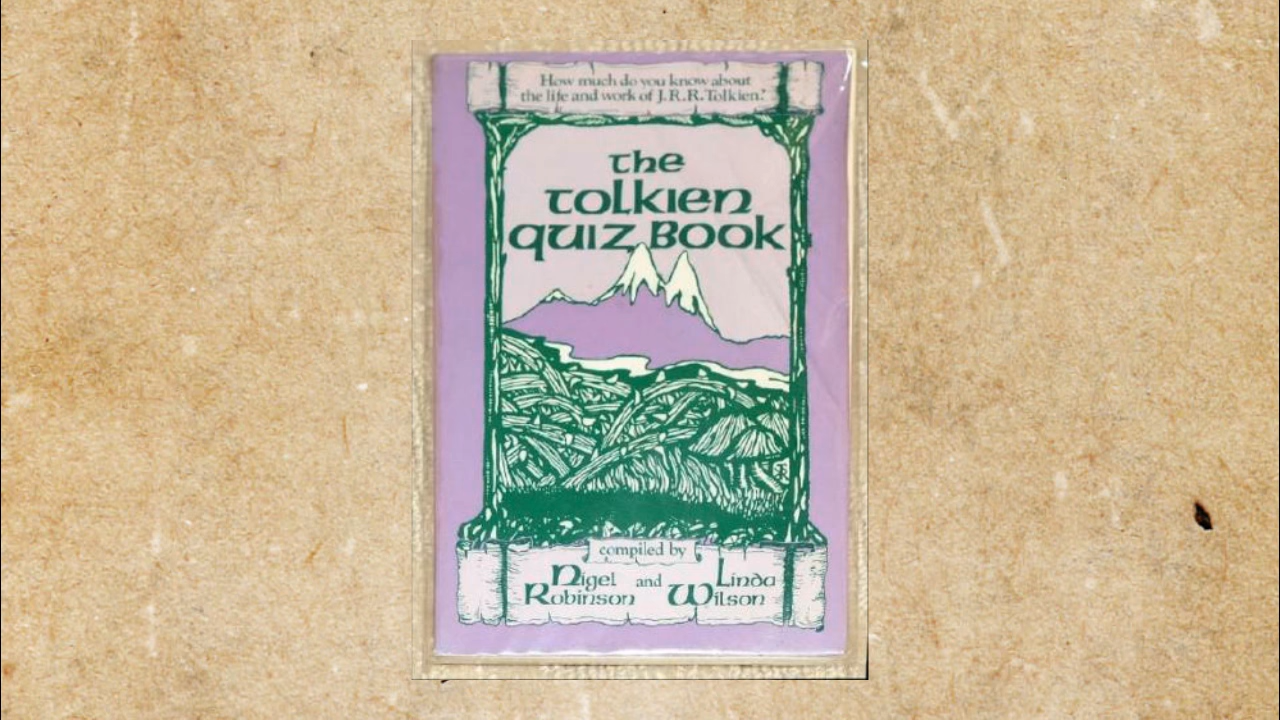 How much do you know about
the life and work of J.R.R.Tolkien?
the
tolkien
quiz Book
compiled by
Nigel Robinson and Linda Wilson